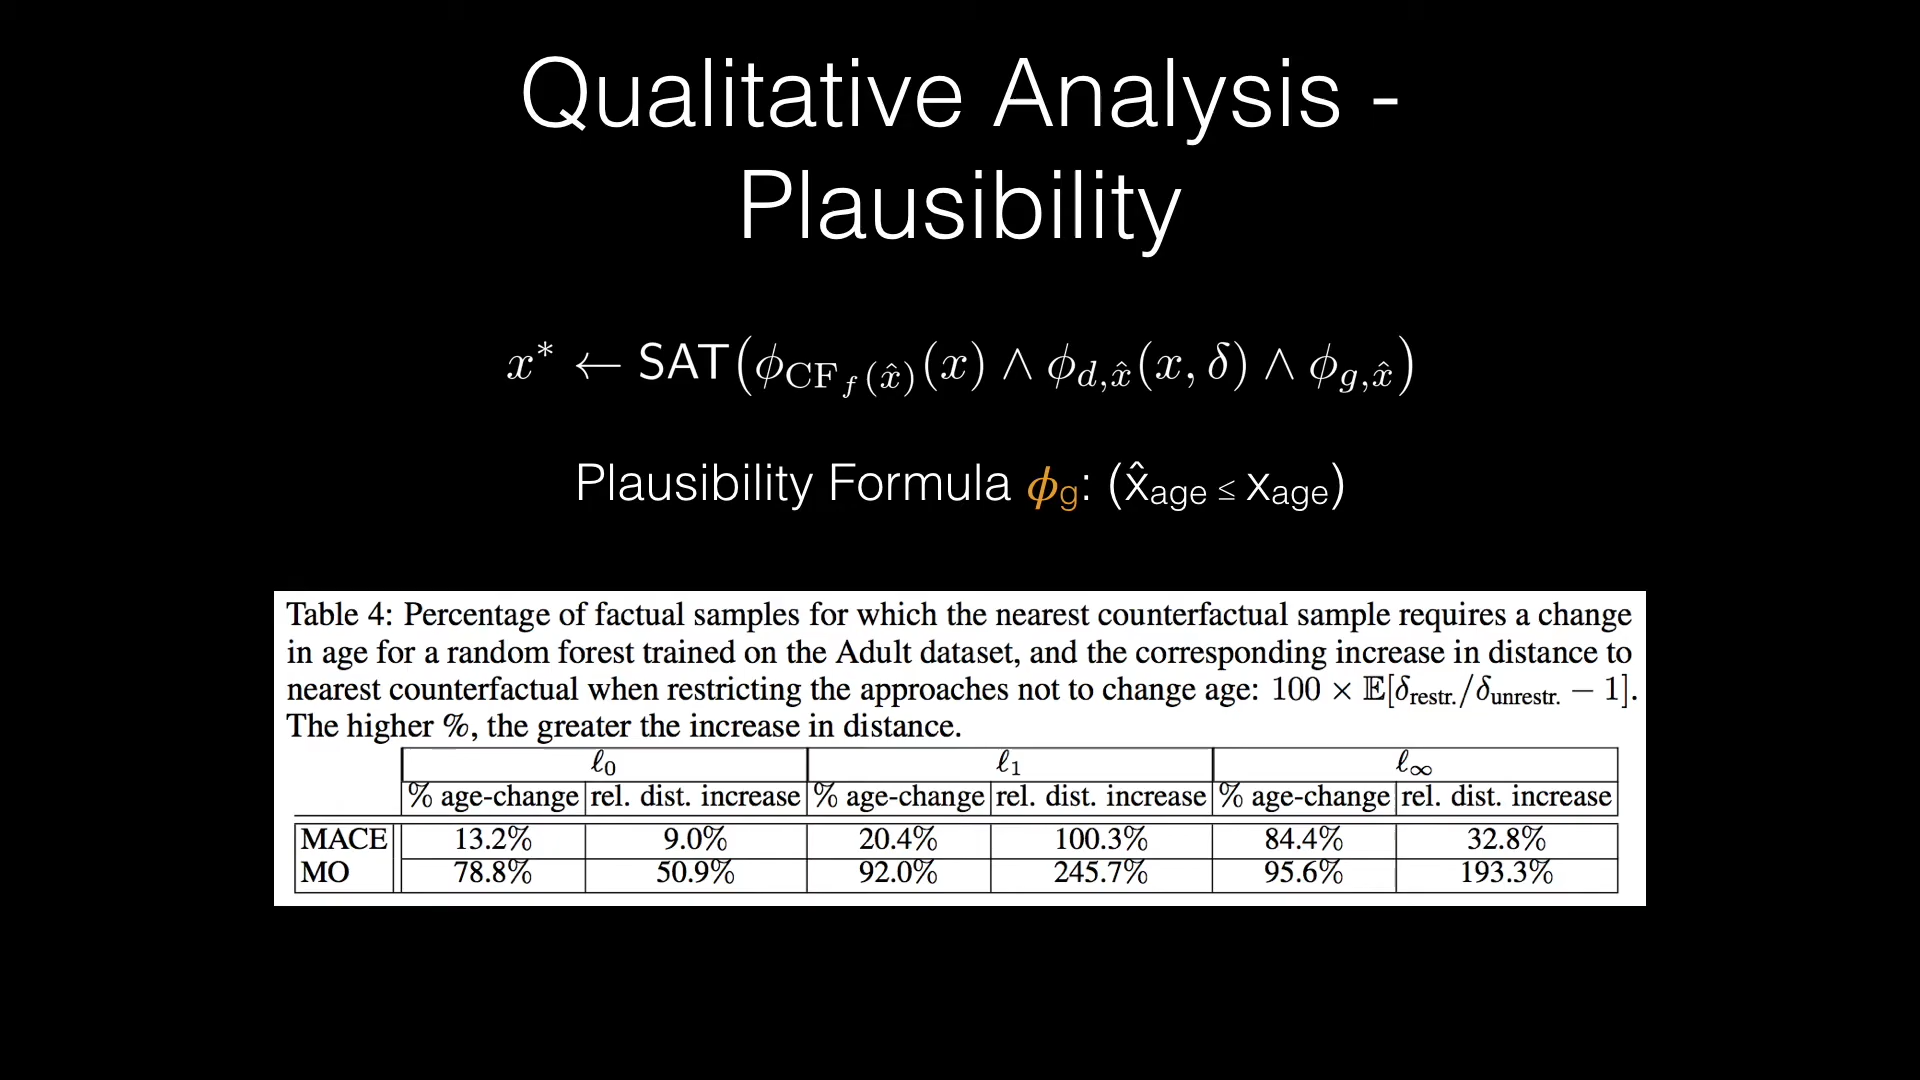 Qualitative Analysis -
Plausibility
x* ← SAT(ϕ_CF_f(x̂)(x) ∧ ϕ_d,x̂(x, δ) ∧ ϕ_g,x̂)
Plausibility Formula ϕg: (x̂age ≤ xage)
Table 4: Percentage of factual samples for which the nearest counterfactual sample requires a change
in age for a random forest trained on the Adult dataset, and the corresponding increase in distance to
nearest counterfactual when restricting the approaches not to change age: 100 × 𝔼[δrestr./δunrestr. − 1].
The higher %, the greater the increase in distance.
ℓ0 ℓ1 ℓ∞
% age-change rel. dist. increase % age-change rel. dist. increase % age-change rel. dist. increase
MACE 13.2% 9.0% 20.4% 100.3% 84.4% 32.8%
MO 78.8% 50.9% 92.0% 245.7% 95.6% 193.3%